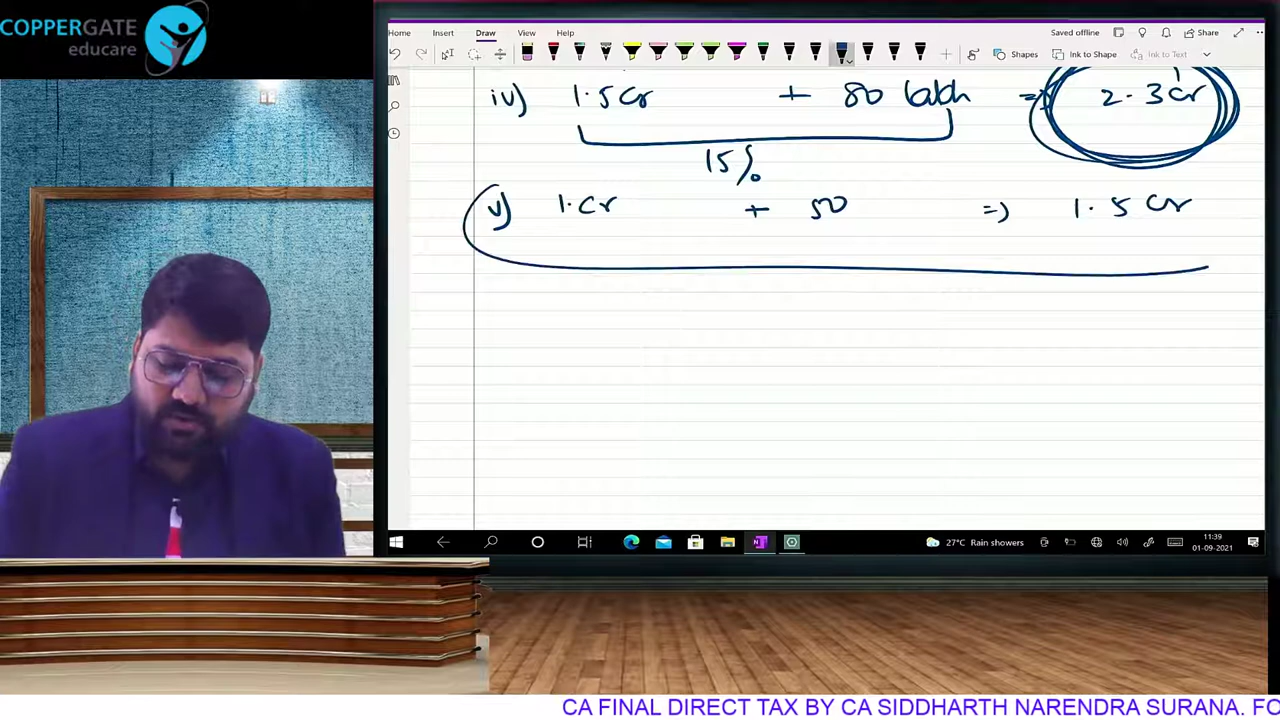 COPPERGATE
educare
Home Insert Draw View Help Saved offline Share
Shapes Ink to Shape Ink to Text
iv) 1.5Cr + 80 lakh => 2.3Cr
15%
v) 1.Cr + 50 => 1.5 Cr
27°C Rain showers 11:39
01-09-2021
CA FINAL DIRECT TAX BY CA SIDDHARTH NARENDRA SURANA. FO